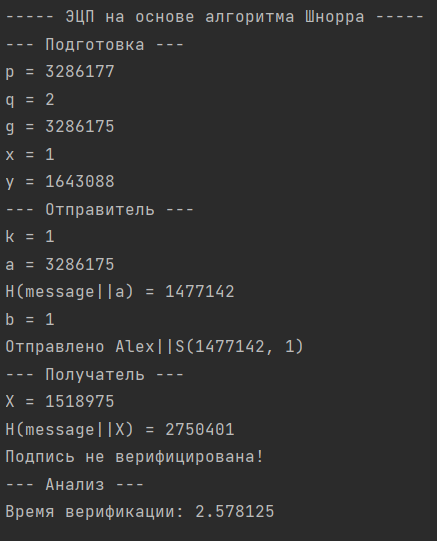 ----- ЭЦП на основе алгоритма Шнорра -----
--- Подготовка ---
p = 3286177
q = 2
g = 3286175
x = 1
y = 1643088
--- Отправитель ---
k = 1
a = 3286175
H(message||a) = 1477142
b = 1
Отправлено Alex||S(1477142, 1)
--- Получатель ---
X = 1518975
H(message||X) = 2750401
Подпись не верифицирована!
--- Анализ ---
Время верификации: 2.578125